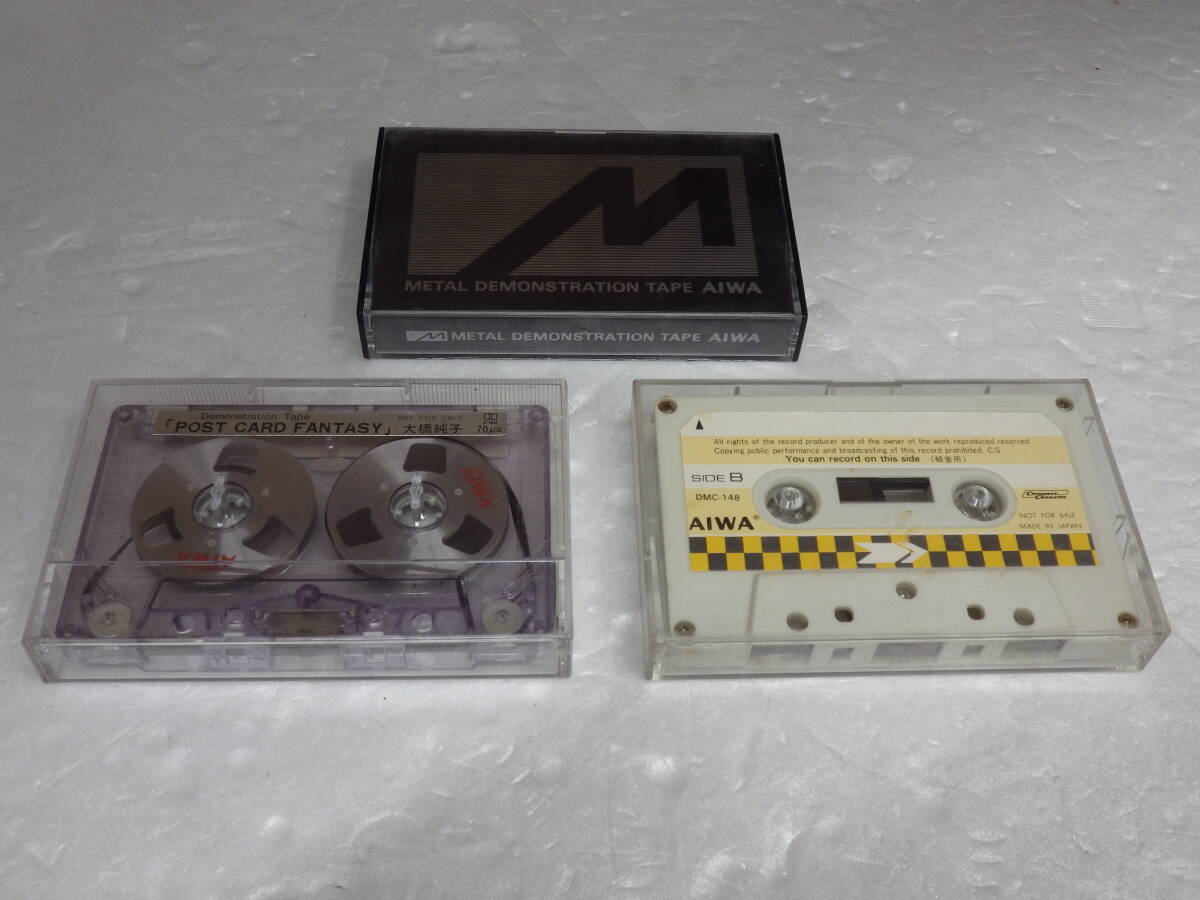 METAL DEMONSTRATION TAPE AIWA
M METAL DEMONSTRATION TAPE AIWA
Demonstration Tape NOT FOR SALE
「POST CARD FANTASY」 大橋純子 70μs
AIWA
AIWA
All rights of the record producer and of the owner of the work reproduced reserved
Copying public performance and broadcasting of this record prohibited. C.S
You can record on this side (録音用)
SIDE B
DMC-148
Compact Cassette
AIWA®
NOT FOR SALE
MADE IN JAPAN